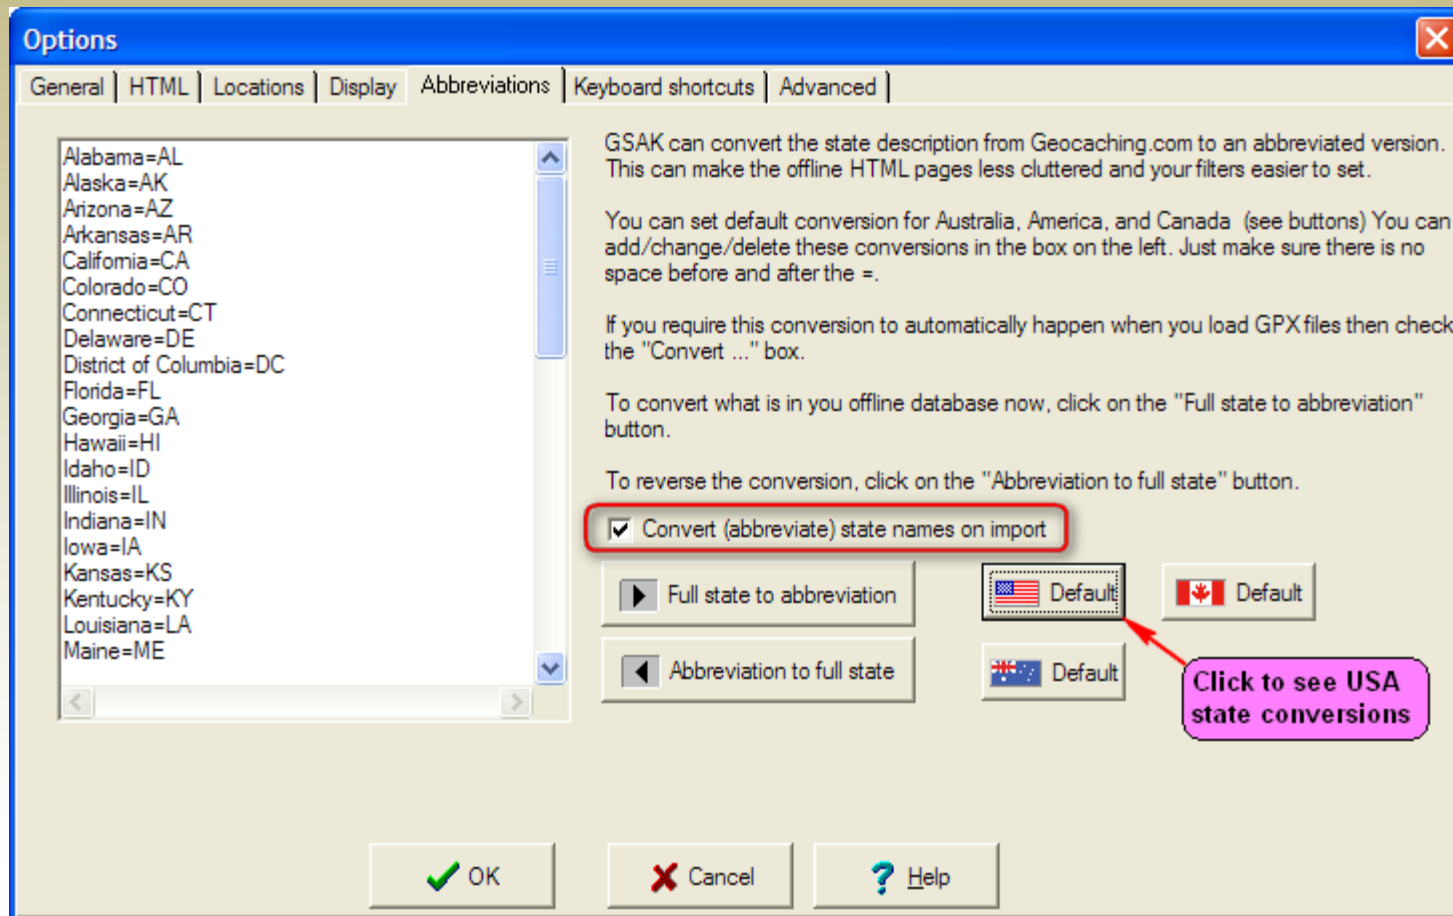 Options
General
HTML
Locations
Display
Abbreviations
Keyboard shortcuts
Advanced
Alabama=AL
Alaska=AK
Arizona=AZ
Arkansas=AR
California=CA
Colorado=CO
Connecticut=CT
Delaware=DE
District of Columbia=DC
Florida=FL
Georgia=GA
Hawaii=HI
Idaho=ID
Illinois=IL
Indiana=IN
Iowa=IA
Kansas=KS
Kentucky=KY
Louisiana=LA
Maine=ME
GSAK can convert the state description from Geocaching.com to an abbreviated version.
This can make the offline HTML pages less cluttered and your filters easier to set.
You can set default conversion for Australia, America, and Canada (see buttons) You can
add/change/delete these conversions in the box on the left. Just make sure there is no
space before and after the =.
If you require this conversion to automatically happen when you load GPX files then check
the "Convert ..." box.
To convert what is in you offline database now, click on the "Full state to abbreviation"
button.
To reverse the conversion, click on the "Abbreviation to full state" button.
Convert (abbreviate) state names on import
Full state to abbreviation
Default
Default
Abbreviation to full state
Default
Click to see USA
state conversions
OK
Cancel
Help